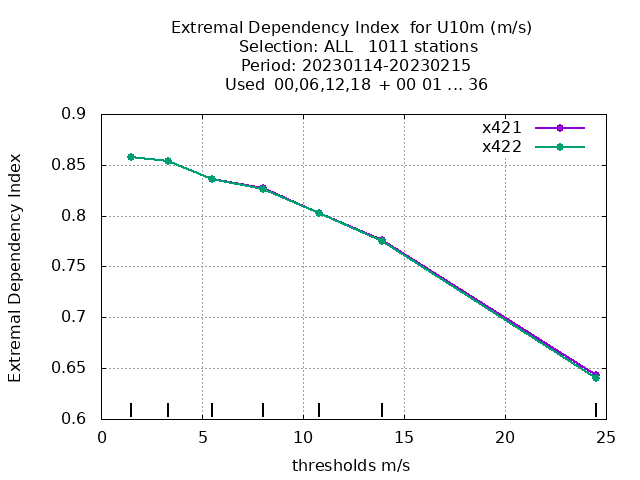 Extremal Dependency Index  for U10m (m/s)
Selection: ALL   1011 stations
Period: 20230114-20230215
Used  00,06,12,18  + 00 01 ... 36
x421
x422
Extremal Dependency Index
0.9
0.85
0.8
0.75
0.7
0.65
0.6
0 5 10 15 20 25
thresholds m/s